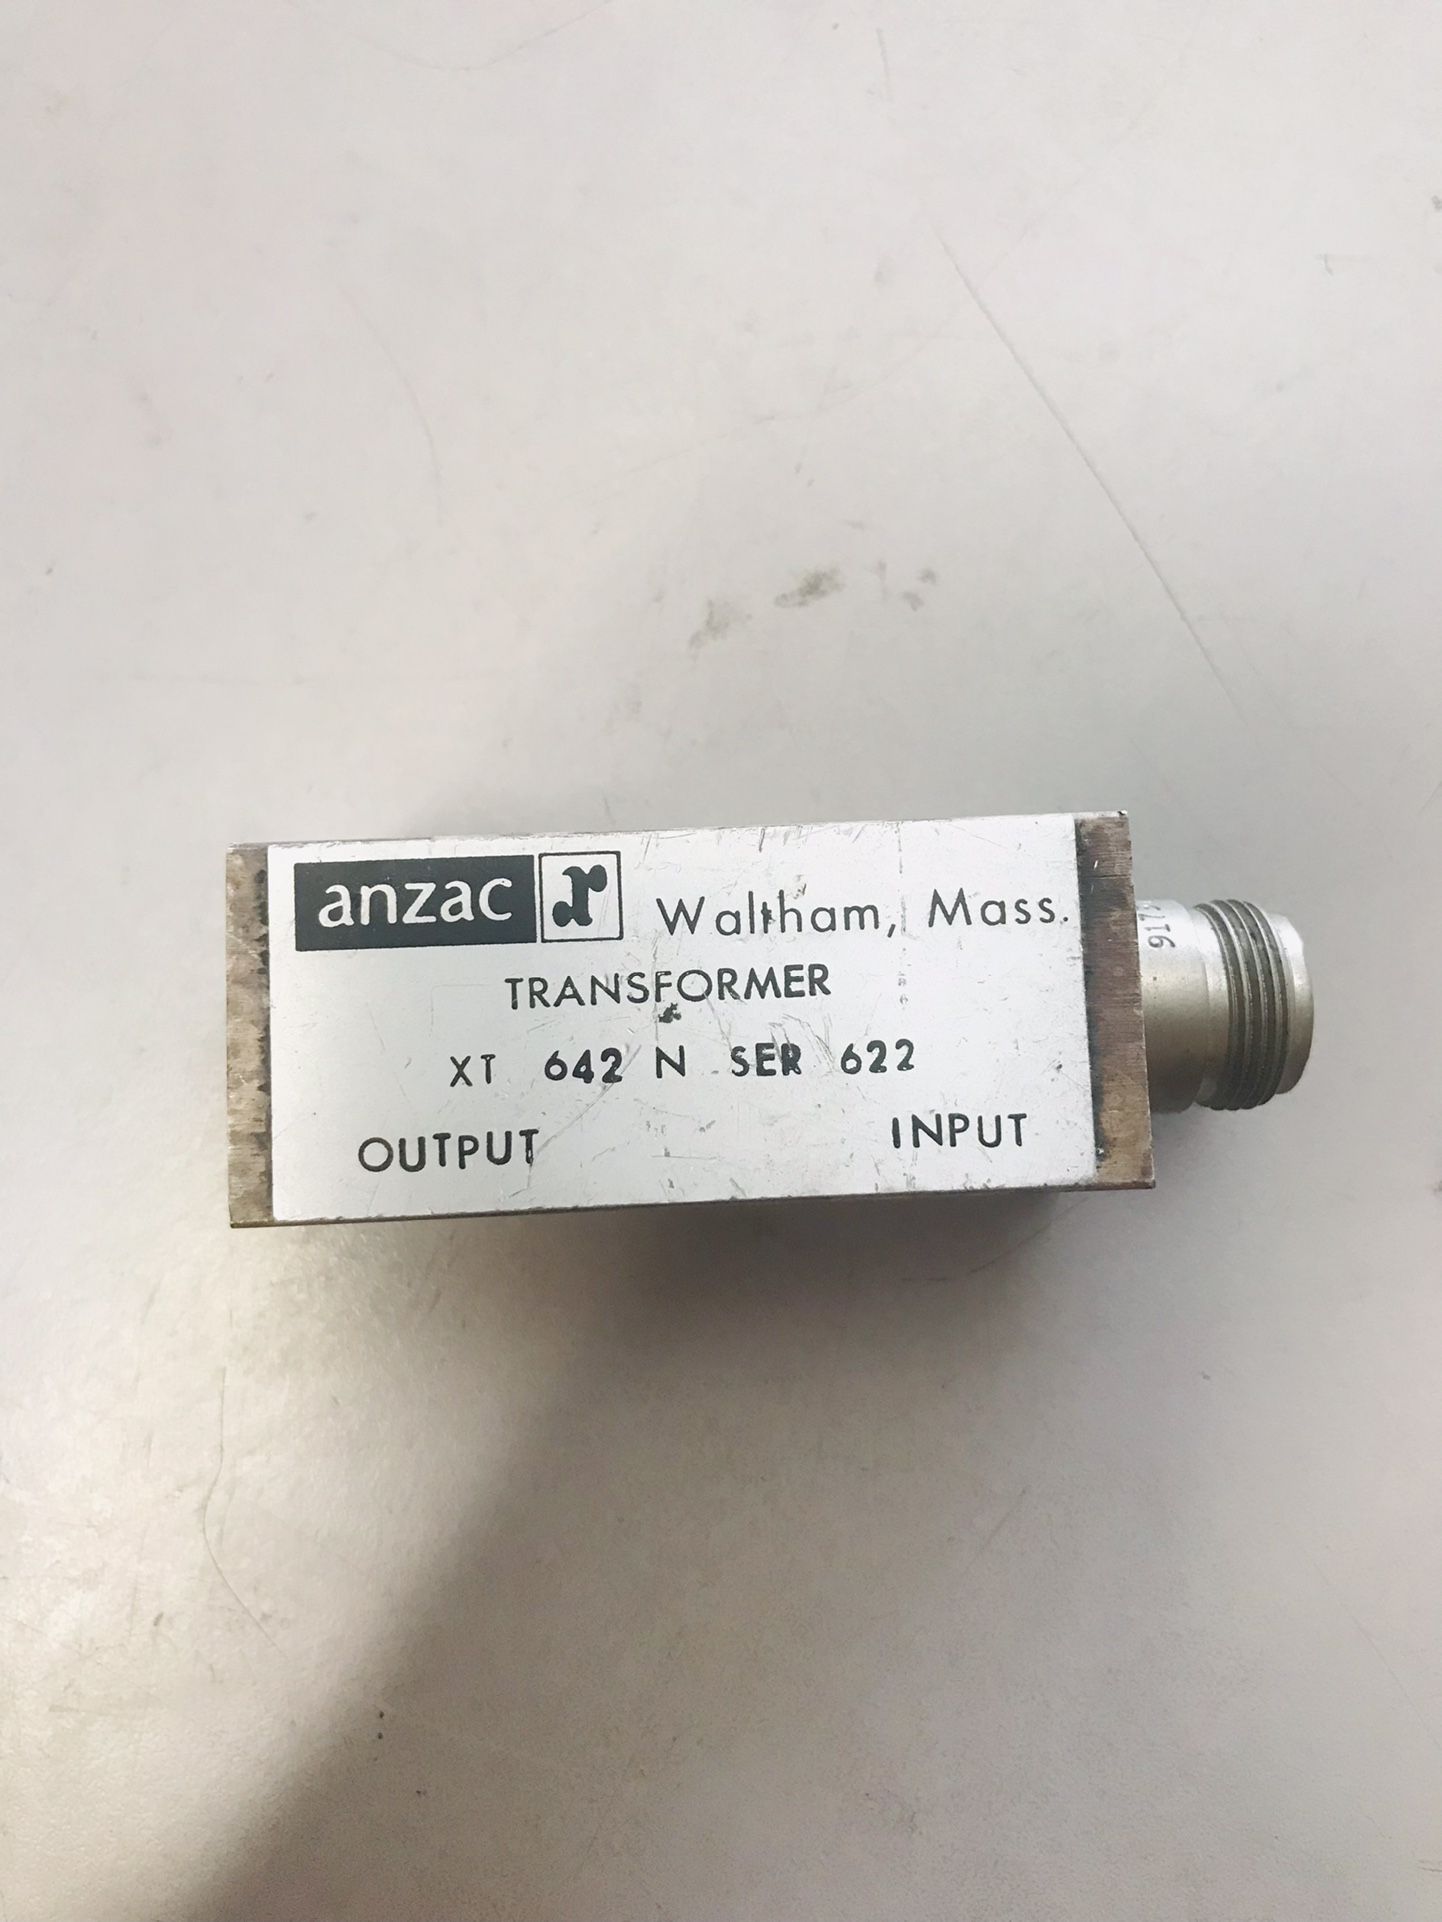 anzac r Waltham, Mass.
TRANSFORMER
XT 642 N SER 622
OUTPUT INPUT